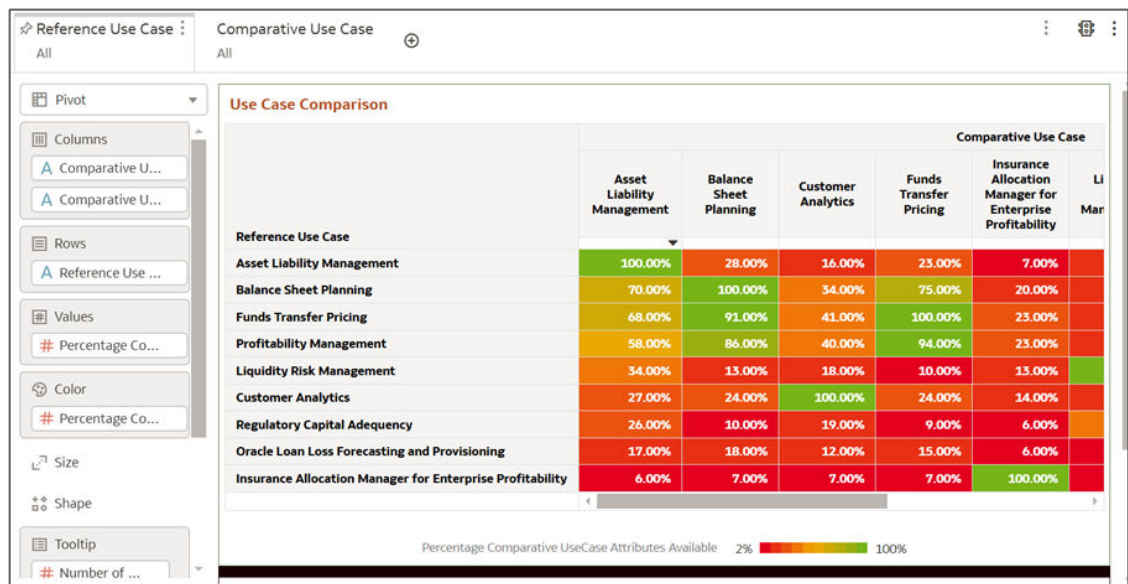 Reference Use Case
All
Comparative Use Case
All
Pivot
Columns
A Comparative U...
A Comparative U...
Rows
A Reference Use ...
Values
# Percentage Co...
Color
# Percentage Co...
Size
Shape
Tooltip
# Number of ...
Use Case Comparison
Comparative Use Case
Reference Use Case
Asset Liability Management
Balance Sheet Planning
Customer Analytics
Funds Transfer Pricing
Insurance Allocation Manager for Enterprise Profitability
Li
Man
Asset Liability Management 100.00% 28.00% 16.00% 23.00% 7.00%
Balance Sheet Planning 70.00% 100.00% 34.00% 75.00% 20.00%
Funds Transfer Pricing 68.00% 91.00% 41.00% 100.00% 23.00%
Profitability Management 58.00% 86.00% 40.00% 94.00% 23.00%
Liquidity Risk Management 34.00% 13.00% 18.00% 10.00% 13.00%
Customer Analytics 27.00% 24.00% 100.00% 24.00% 14.00%
Regulatory Capital Adequency 26.00% 10.00% 19.00% 9.00% 6.00%
Oracle Loan Loss Forecasting and Provisioning 17.00% 18.00% 12.00% 15.00% 6.00%
Insurance Allocation Manager for Enterprise Profitability 6.00% 7.00% 7.00% 7.00% 100.00%
Percentage Comparative UseCase Attributes Available 2% 100%